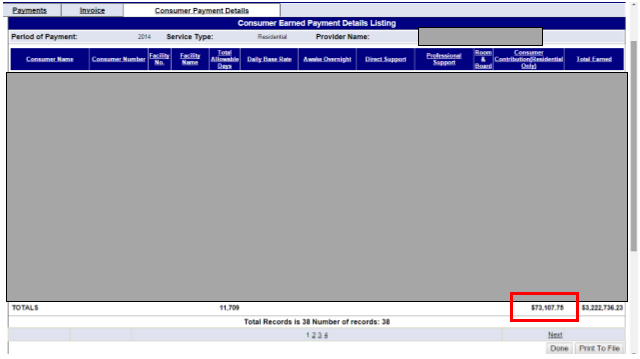 Payments Invoice Consumer Payment Details
Consumer Earned Payment Details Listing
Period of Payment: 2014 Service Type: Residential Provider Name:
Consumer Name Consumer Number Facility No. Facility Name Total Allowable Days Daily Base Rate Awake Overnight Direct Support Professional Support Room & Board Consumer Contribution(Residential Only) Total Earned
TOTALS 11,709 $73,107.75 $3,222,736.23
Total Records is 38 Number of records: 38
1 2 3 4 Next
Done Print To File